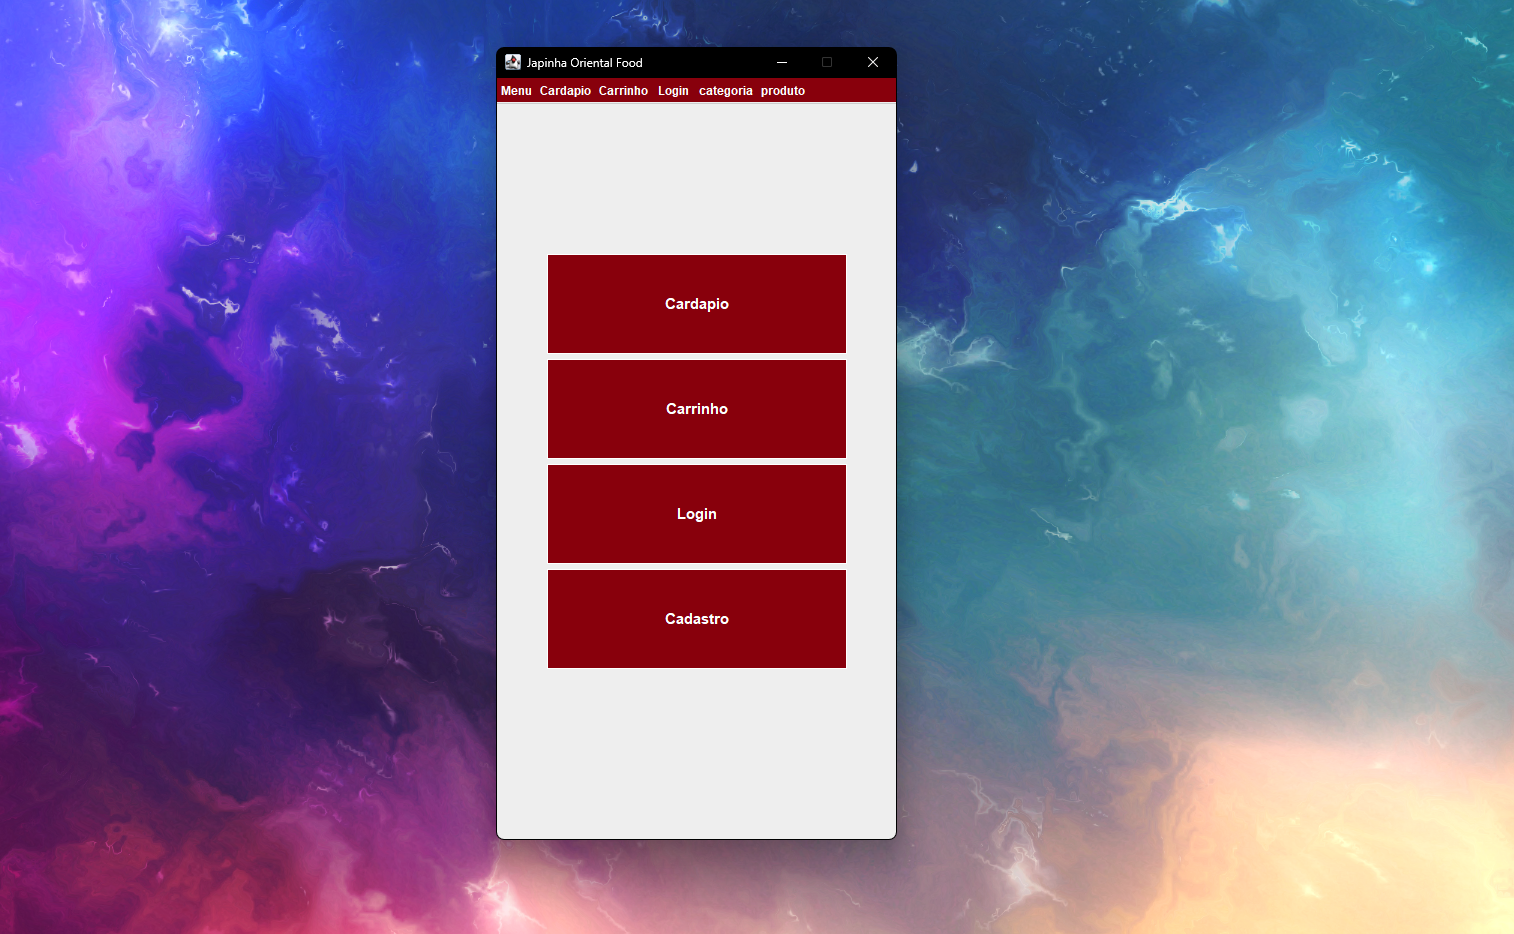 Japinha Oriental Food
Menu Cardapio Carrinho Login categoria produto
Cardapio
Carrinho
Login
Cadastro